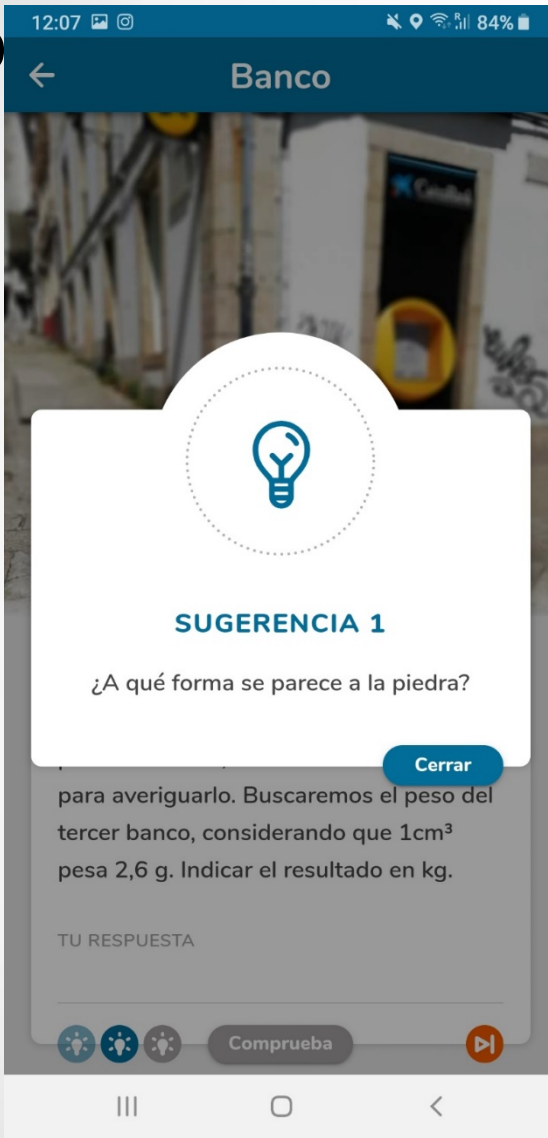 12:07 84%
Banco
CaixaBank
SUGERENCIA 1
¿A qué forma se parece a la piedra?
Cerrar
para averiguarlo. Buscaremos el peso del
tercer banco, considerando que 1cm³
pesa 2,6 g. Indicar el resultado en kg.
TU RESPUESTA
Comprueba